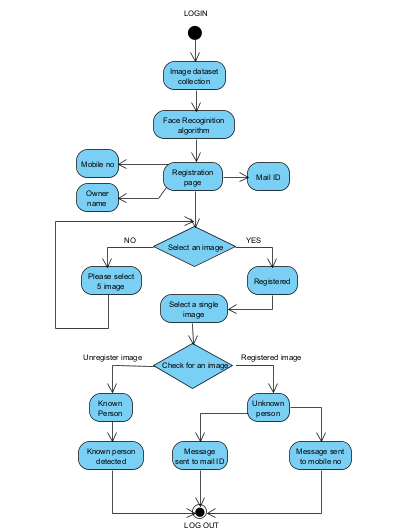 LOGIN
Image dataset
collection
Face Recoginition
algorithm
Mobile no
Registration
page
Mail ID
Owner
name
NO
YES
Select an image
Please select
5 image
Registered
Select a single
image
Unregister image
Registered image
Check for an image
Known
Person
Unknown
person
Known person
detected
Message
sent to mail ID
Message sent
to mobile no
LOG OUT